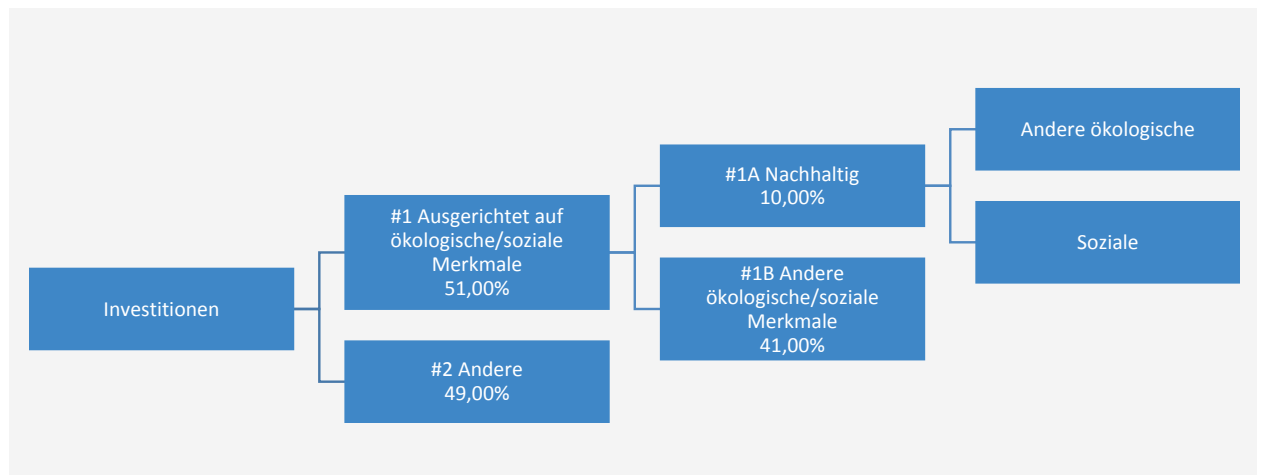 Investitionen
#1 Ausgerichtet auf
ökologische/soziale
Merkmale
51,00%
#2 Andere
49,00%
#1A Nachhaltig
10,00%
#1B Andere
ökologische/soziale
Merkmale
41,00%
Andere ökologische
Soziale